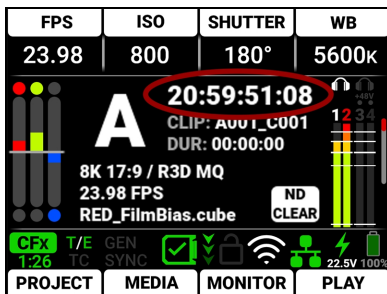 FPS ISO SHUTTER WB
23.98 800 180° 5600K
20:59:51:08
+48V
A CLIP: A001_C001 1 2 3 4
DUR: 00:00:00
8K 17:9 / R3D MQ
23.98 FPS ND
RED_FilmBias.cube CLEAR
CFx T/E GEN
1:26 TC SYNC 22.5V 100%
PROJECT MEDIA MONITOR PLAY